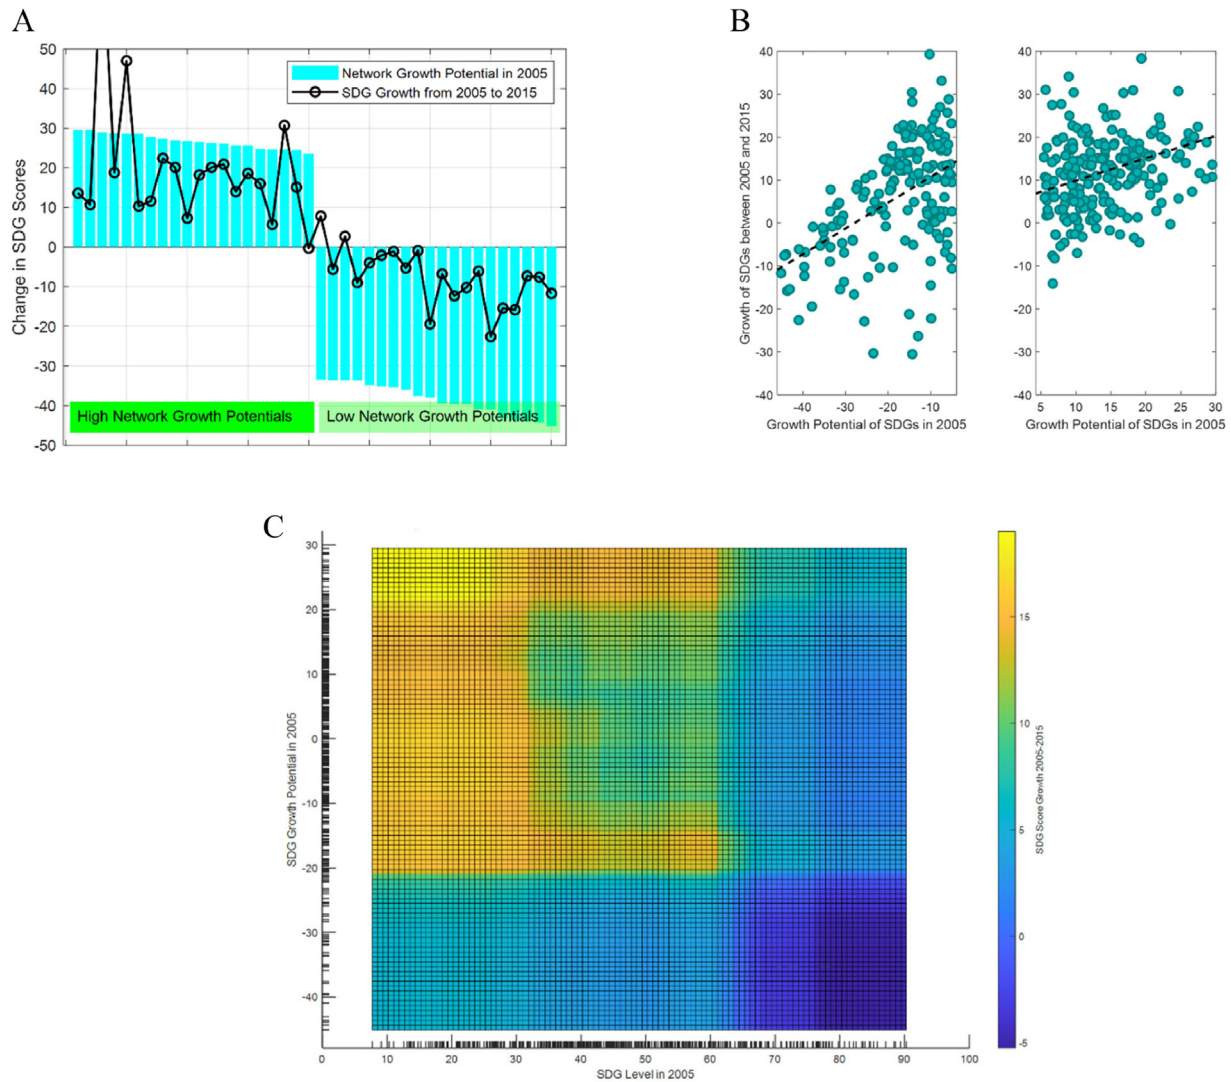 A
50
40
30
20
10
0
-10
-20
-30
-40
-50
Change in SDG Scores
Network Growth Potential in 2005
SDG Growth from 2005 to 2015
High Network Growth Potentials
Low Network Growth Potentials
B
Growth of SDGs between 2005 and 2015
40
30
20
10
0
-10
-20
-30
-40
-40 -30 -20 -10
Growth Potential of SDGs in 2005
40
30
20
10
0
10
20
30
40
5 10 15 20 25 30
Growth Potential of SDGs in 2005
C
SDG Growth Potential in 2005
30
20
10
0
-10
-20
-30
-40
0 10 20 30 40 50 60 70 80 90 100
SDG Level in 2005
15
10
5
0
-5
SDG Score Growth 2005-2015